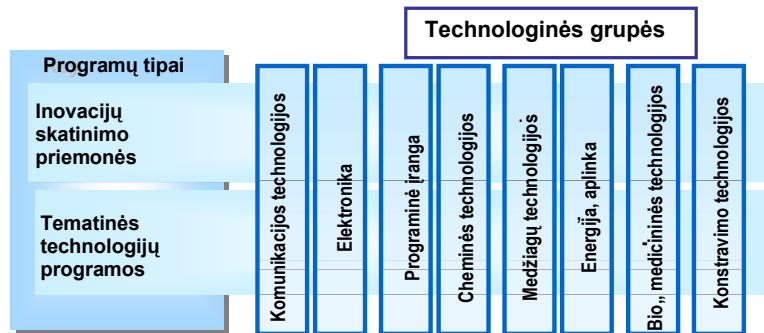 Technologinės grupės
Programų tipai
Inovacijų
skatinimo
priemonės
Tematinės
technologijų
programos
Komunikacijos technologijos
Elektronika
Programinė įranga
Cheminės technologijos
Medžiagų technologijos
Energija, aplinka
Bio,, medicininės technologijos
Konstravimo technologijos